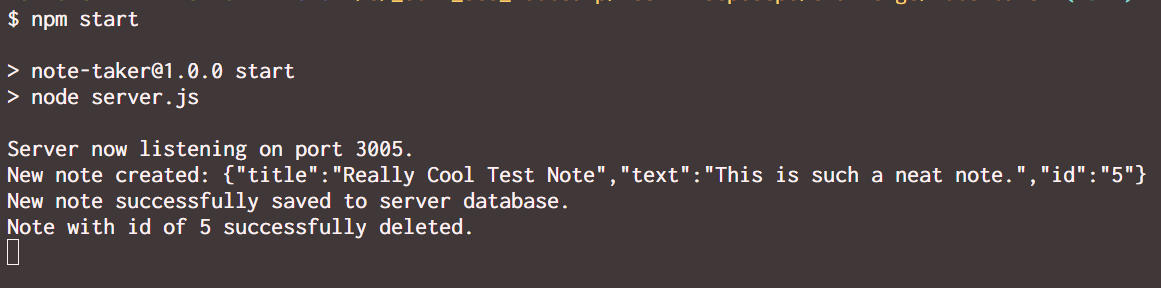 $ npm start
> note-taker@1.0.0 start
> node server.js
Server now listening on port 3005.
New note created: {"title":"Really Cool Test Note","text":"This is such a neat note.","id":"5"}
New note successfully saved to server database.
Note with id of 5 successfully deleted.